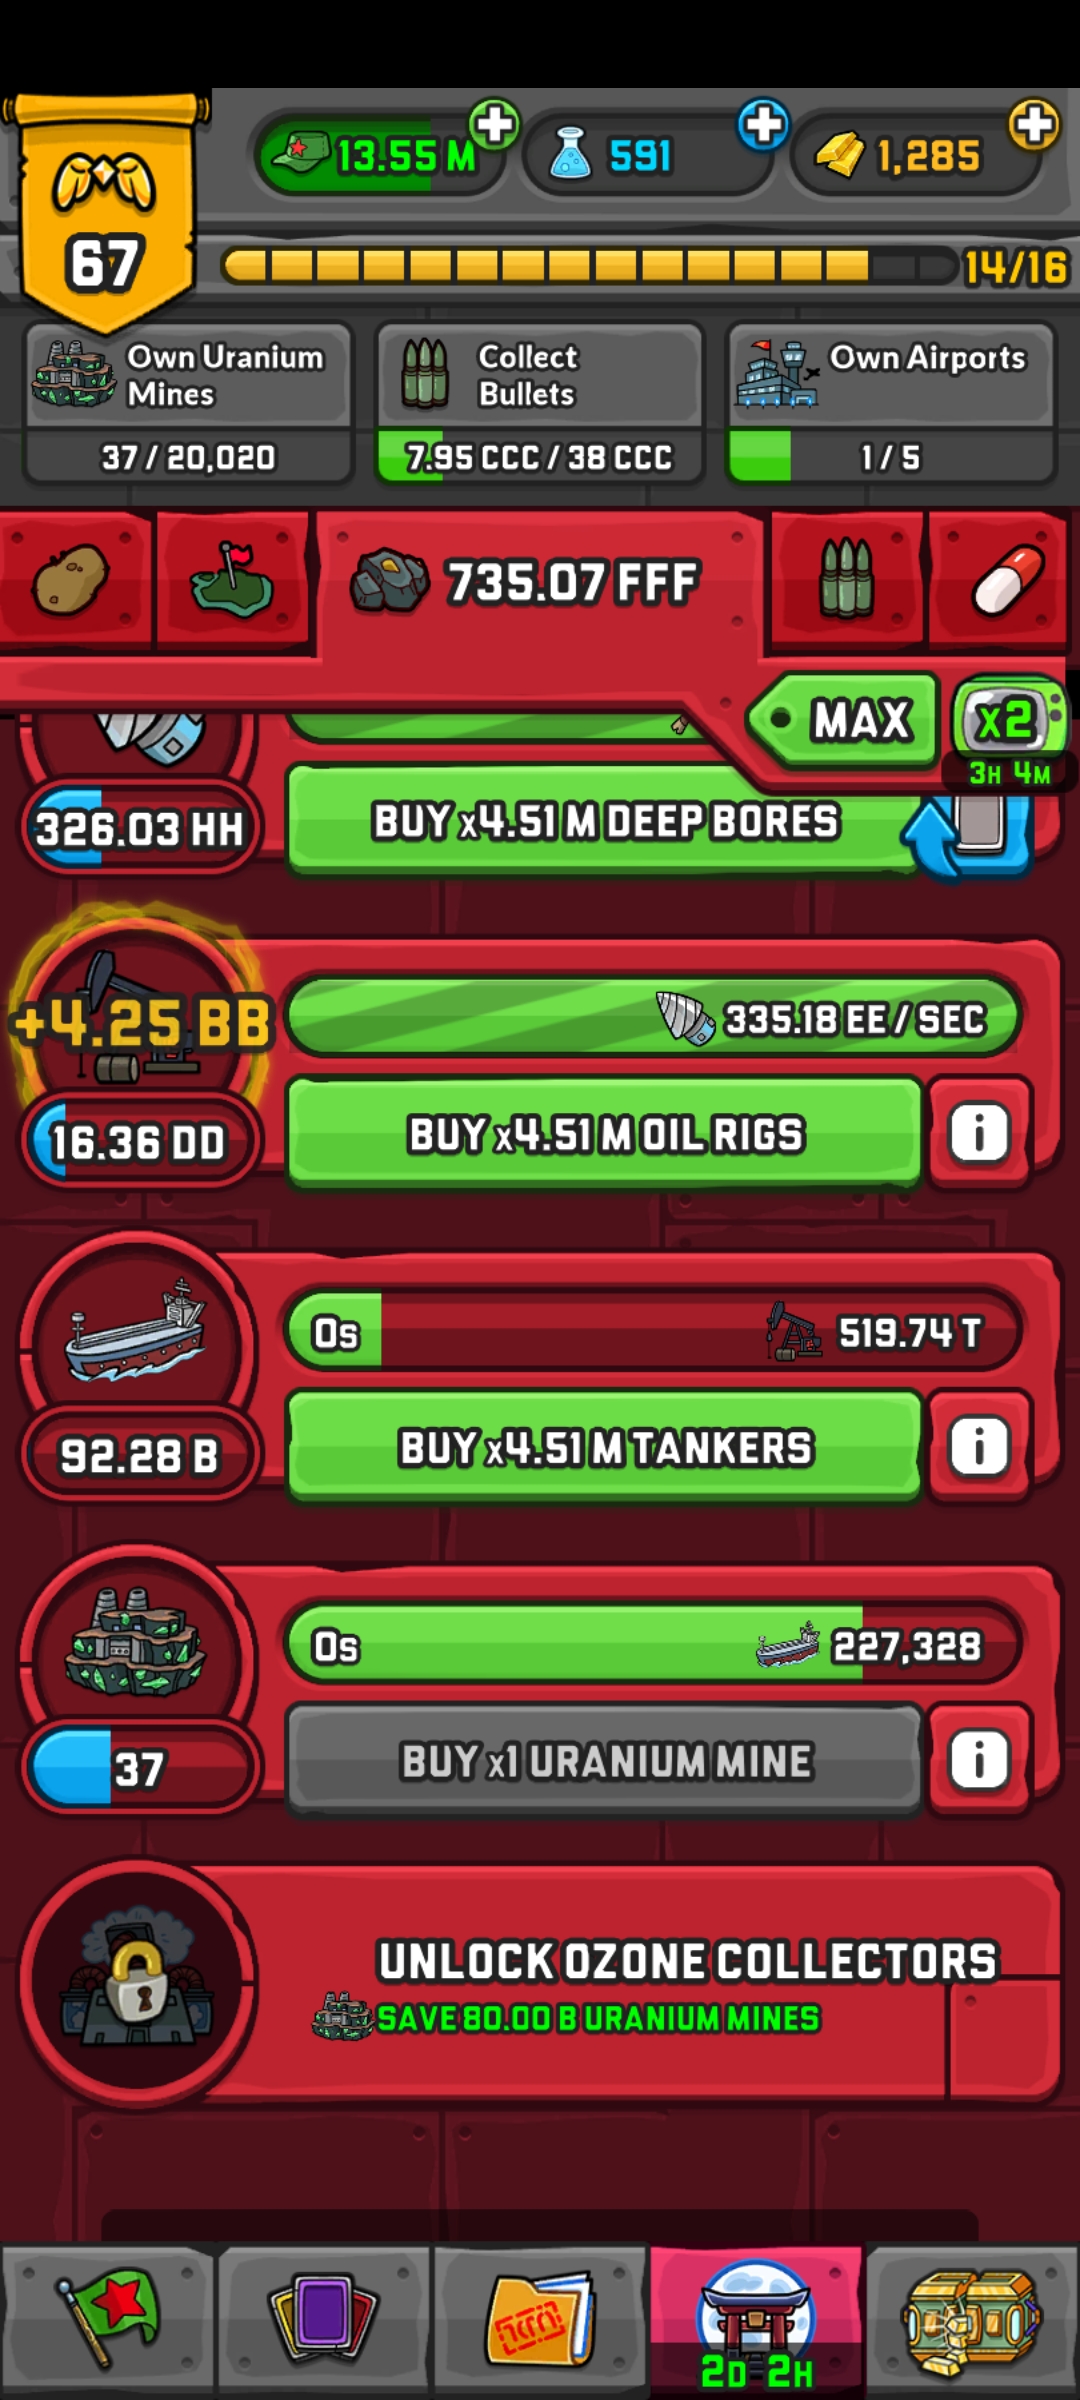 13.55 M
591
1,285
67
14/16
Own Uranium
Mines
37 / 20,020
Collect
Bullets
7.95 CCC / 38 CCC
Own Airports
1 / 5
735.07 FFF
MAX
x2
3H 4M
326.03 HH
BUY x4.51 M DEEP BORES
+4.25 BB
335.18 EE / SEC
16.36 DD
BUY x4.51 M OIL RIGS
i
0s
519.74 T
92.28 B
BUY x4.51 M TANKERS
i
0s
227,328
37
BUY x1 URANIUM MINE
i
UNLOCK OZONE COLLECTORS
SAVE 80.00 B URANIUM MINES
2D 2H